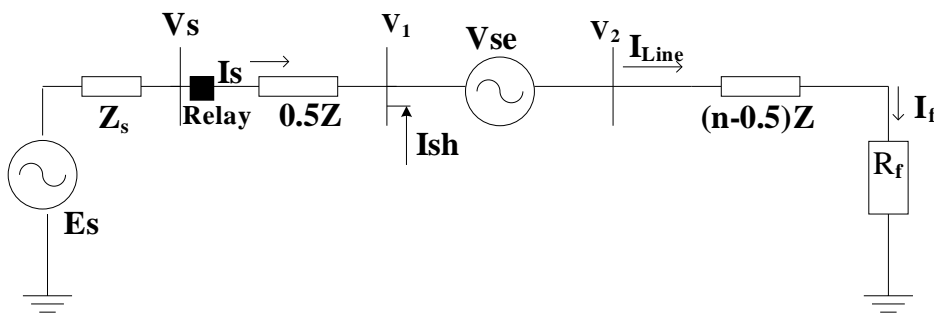 Vs
V1
Vse
V2
ILine
Is
Zs
Relay
0.5Z
Ish
(n-0.5)Z
If
Rf
Es